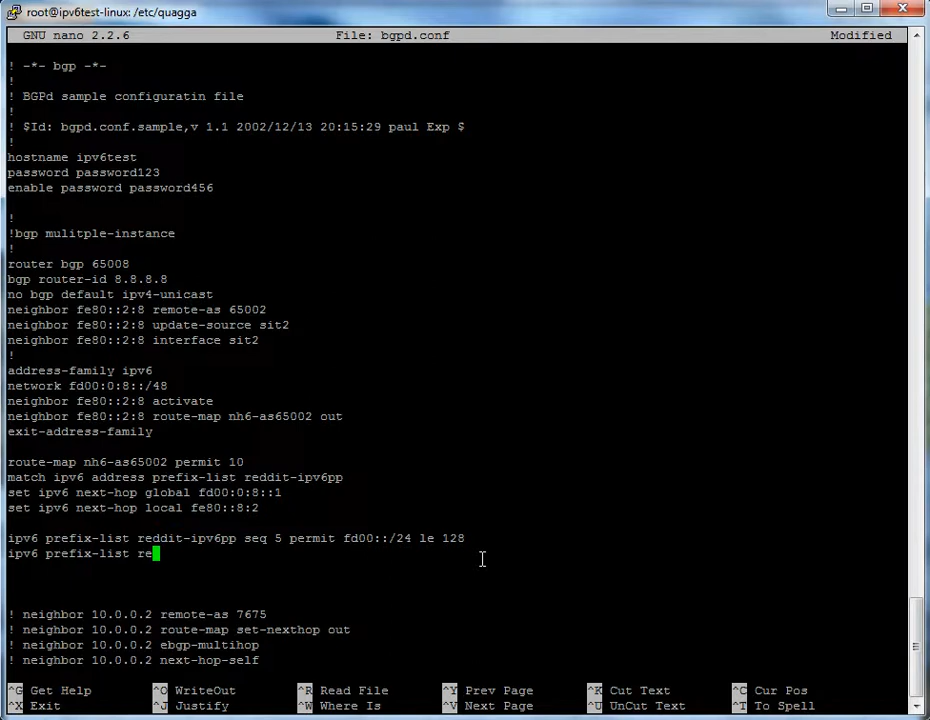 root@ipv6test-linux: /etc/quagga
GNU nano 2.2.6 File: bgpd.conf Modified
! -*- bgp -*-
!
! BGPd sample configuratin file
!
! $Id: bgpd.conf.sample,v 1.1 2002/12/13 20:15:29 paul Exp $
!
hostname ipv6test
password password123
enable password password456
!
!bgp mulitple-instance
!
router bgp 65008
bgp router-id 8.8.8.8
no bgp default ipv4-unicast
neighbor fe80::2:8 remote-as 65002
neighbor fe80::2:8 update-source sit2
neighbor fe80::2:8 interface sit2
!
address-family ipv6
network fd00:0:8::/48
neighbor fe80::2:8 activate
neighbor fe80::2:8 route-map nh6-as65002 out
exit-address-family
route-map nh6-as65002 permit 10
match ipv6 address prefix-list reddit-ipv6pp
set ipv6 next-hop global fd00:0:8::1
set ipv6 next-hop local fe80::8:2
ipv6 prefix-list reddit-ipv6pp seq 5 permit fd00::/24 le 128
ipv6 prefix-list re
! neighbor 10.0.0.2 remote-as 7675
! neighbor 10.0.0.2 route-map set-nexthop out
! neighbor 10.0.0.2 ebgp-multihop
! neighbor 10.0.0.2 next-hop-self
^G Get Help ^O WriteOut ^R Read File ^Y Prev Page ^K Cut Text ^C Cur Pos
^X Exit ^J Justify ^W Where Is ^V Next Page ^U UnCut Text ^T To Spell